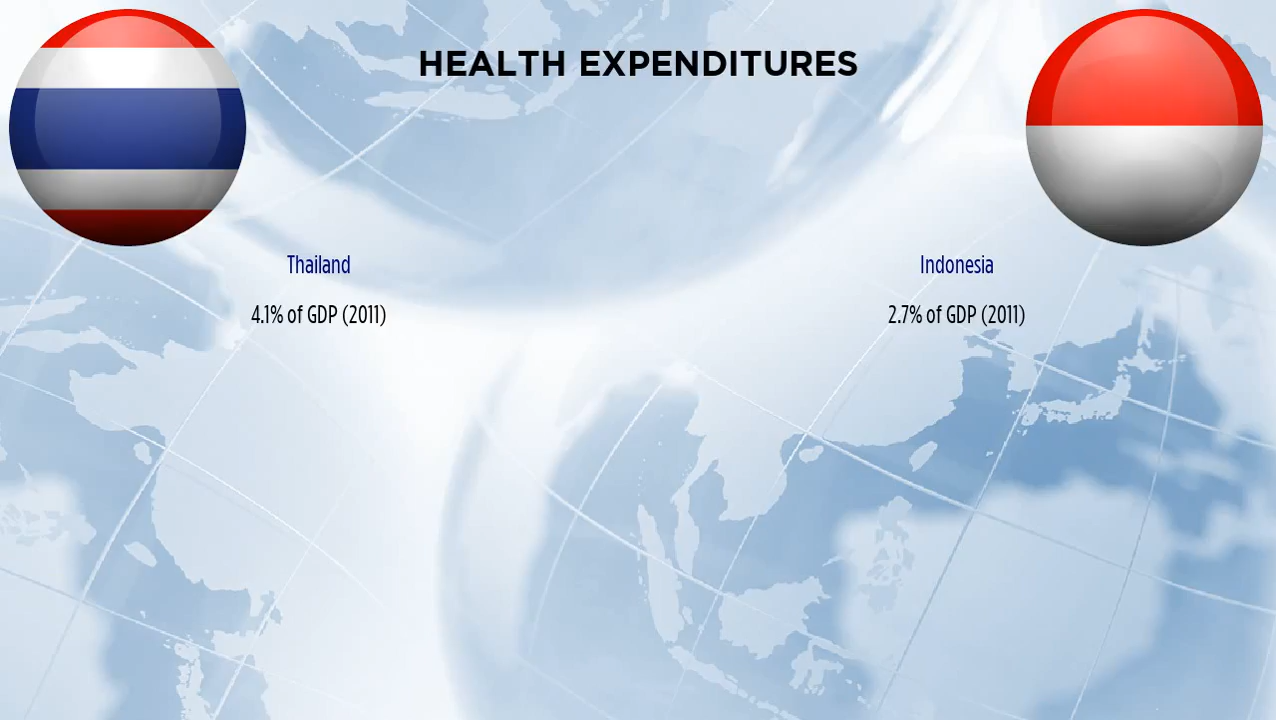 HEALTH EXPENDITURES
Thailand
4.1% of GDP (2011)
Indonesia
2.7% of GDP (2011)